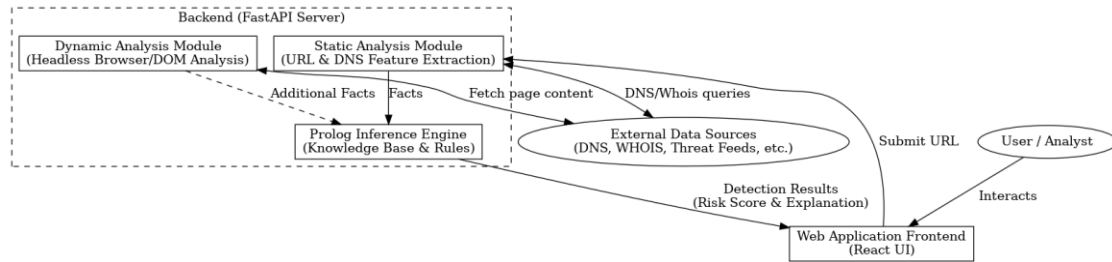 Backend (FastAPI Server)
Dynamic Analysis Module
(Headless Browser/DOM Analysis)
Static Analysis Module
(URL & DNS Feature Extraction)
Additional Facts
Facts
Fetch page content
DNS/Whois queries
Prolog Inference Engine
(Knowledge Base & Rules)
External Data Sources
(DNS, WHOIS, Threat Feeds, etc.)
Submit URL
User / Analyst
Detection Results
(Risk Score & Explanation)
Interacts
Web Application Frontend
(React UI)